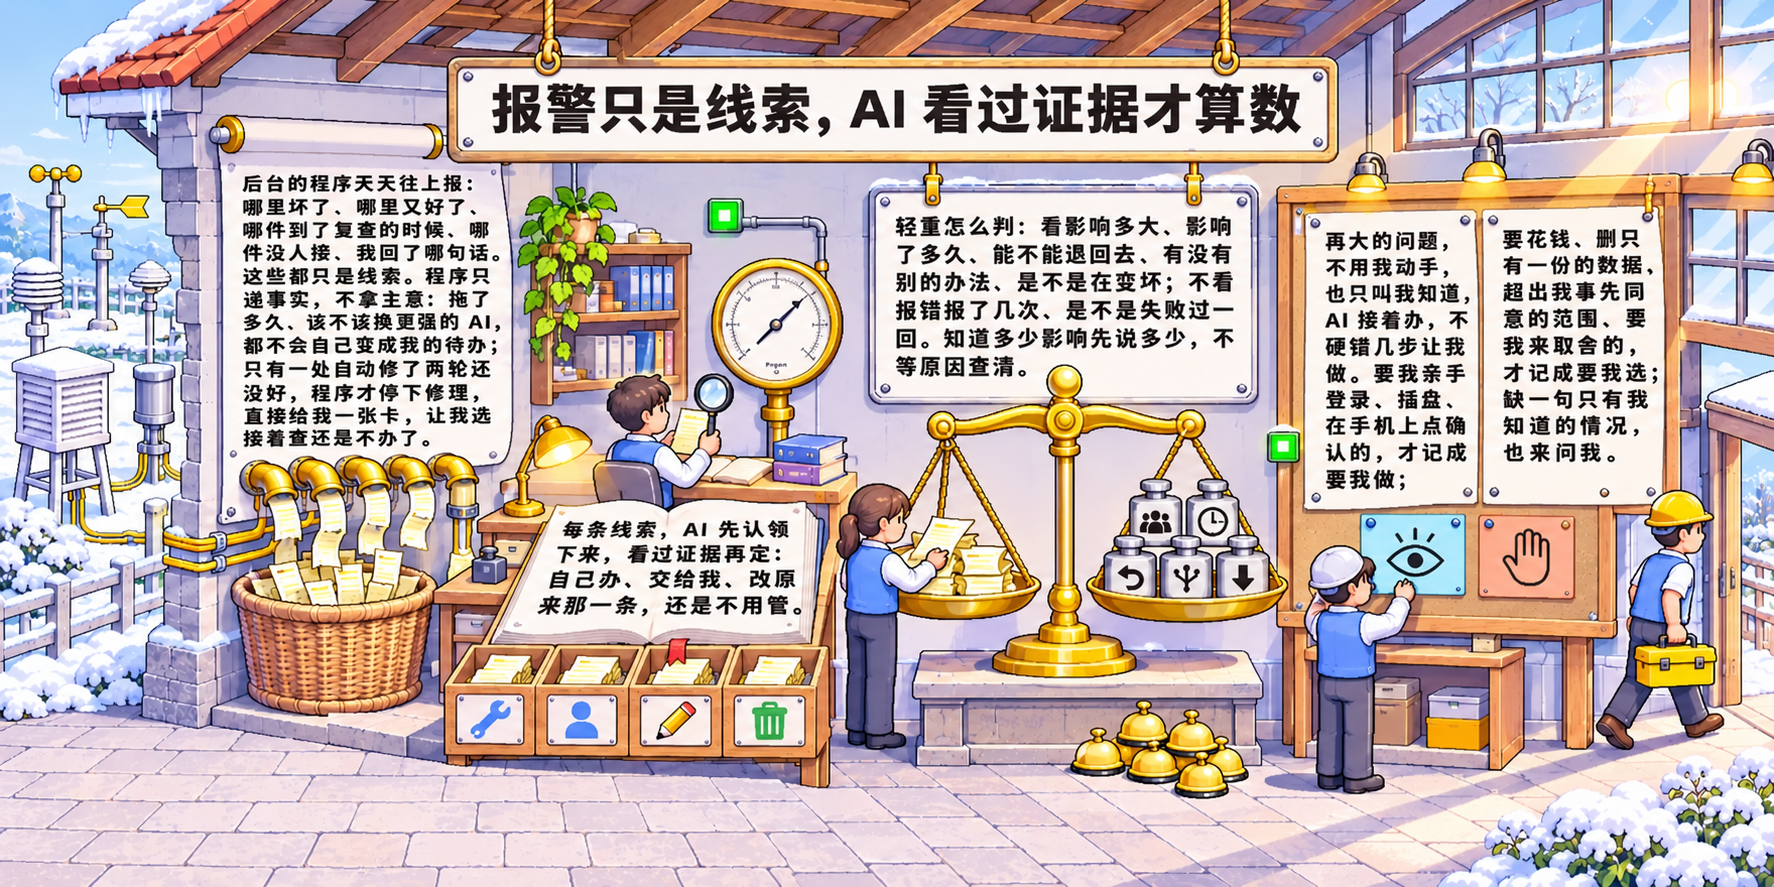 报警只是线索，AI 看过证据才算数
后台的程序天天往上报：
哪里坏了、哪里又好了、
哪件到了复查的时候、哪
件没人接、我回了哪句话。
这些都只是线索。程序只
递事实，不拿主意：拖了
多久、该不该换更强的 AI，
都不会自己变成我的待办；
只有一处自动修了两轮还
没好，程序才停下修理，
直接给我一张卡，让我选
接着查还是不办了。
每条线索，AI 先认领
下来，看过证据再定：
自己办、交给我、改原
来那一条，还是不用管。
轻重怎么判：看影响多大、影响
了多久、能不能退回去、有没有
别的办法、是不是在变坏；不看
报错报了几次、是不是失败过一
回。知道多少影响先说多少，不
等原因查清。
再大的问题，
不用我动手，
也只叫我知道，
AI 接着办，不
硬错几步让我
做。要我亲手
登录、插盘、
在手机上点确
认的，才记成
要我做；
要花钱、删只
有一份的数据，
超出我事先同
意的范围、要
我来取舍的，
才记成要我选；
缺一句只有我
知道的情况，
也来问我。